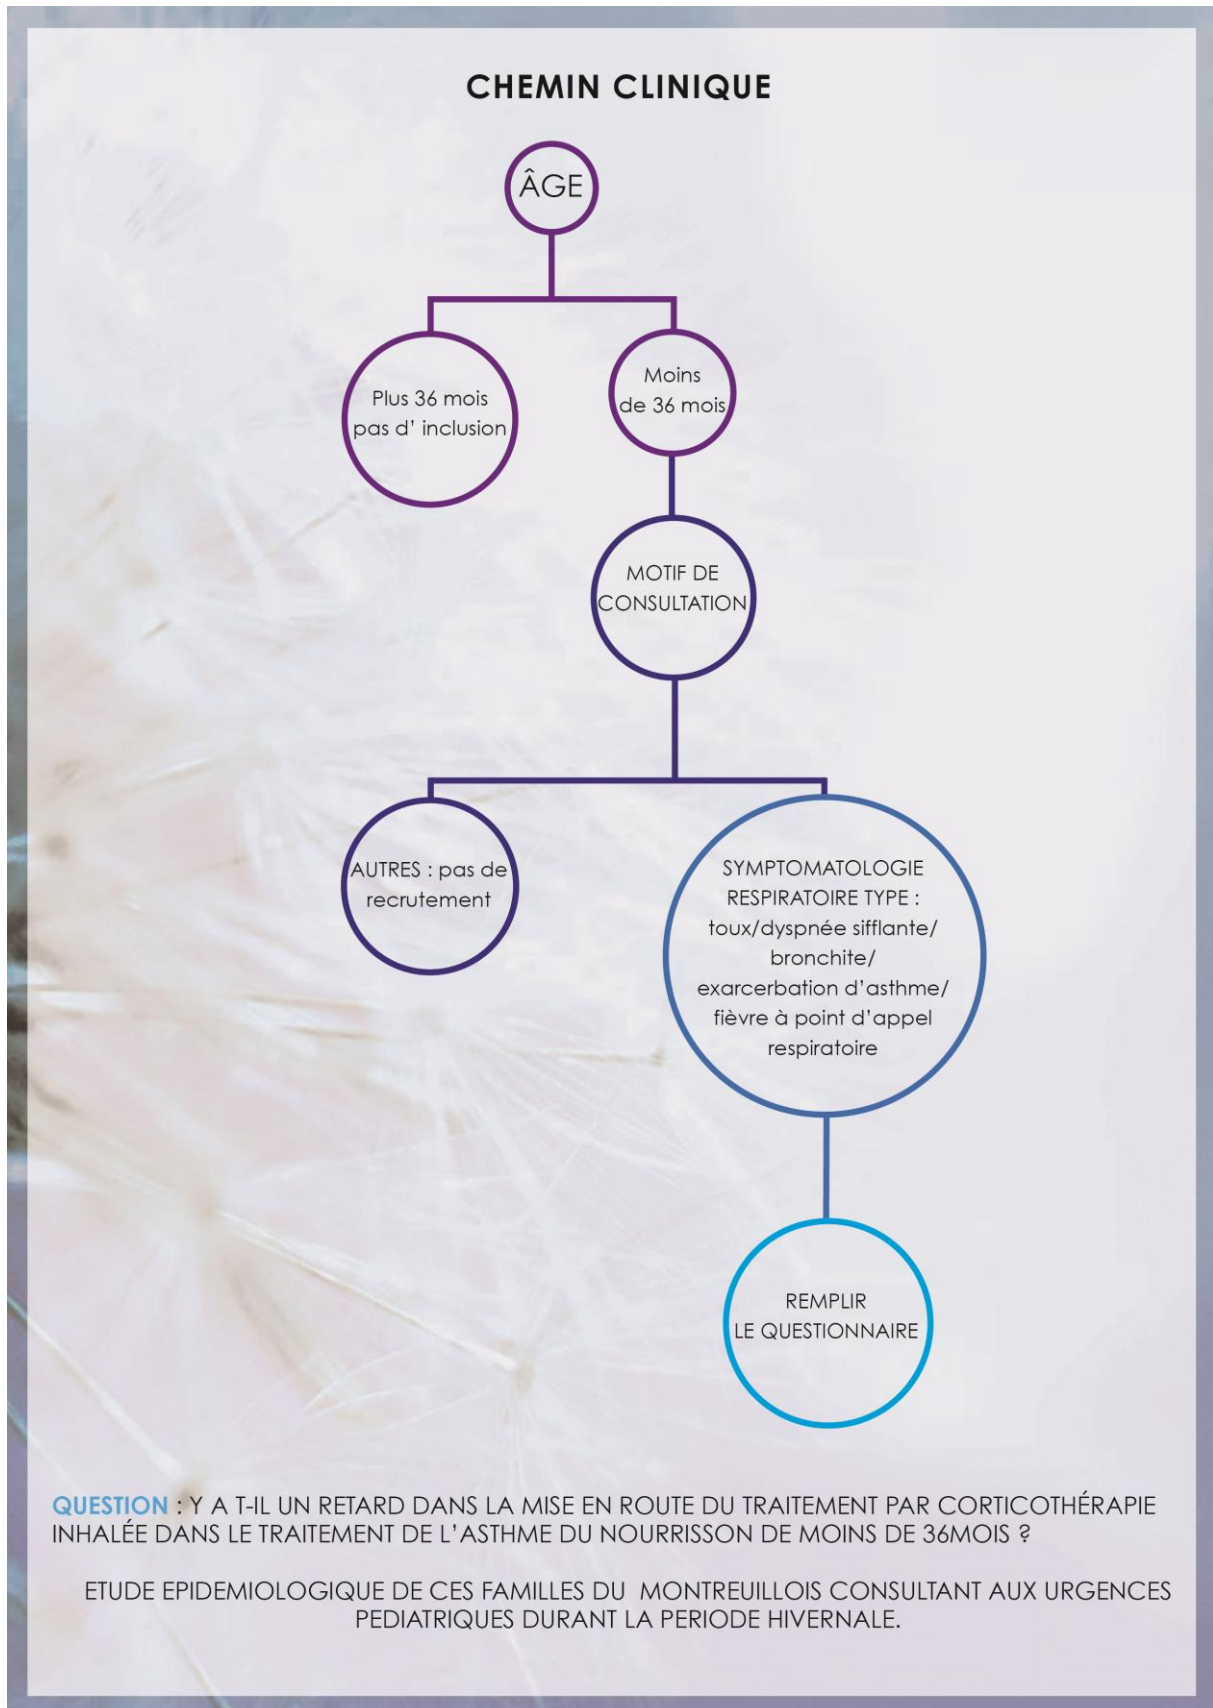 CHEMIN CLINIQUE
ÂGE
Plus 36 mois
pas d' inclusion
Moins
de 36 mois
MOTIF DE
CONSULTATION
AUTRES : pas de
recrutement
SYMPTOMATOLOGIE
RESPIRATOIRE TYPE :
toux/dyspnée sifflante/
bronchite/
exarcerbation d'asthme/
fièvre à point d'appel
respiratoire
REMPLIR
LE QUESTIONNAIRE
QUESTION : Y A T-IL UN RETARD DANS LA MISE EN ROUTE DU TRAITEMENT PAR CORTICOTHÉRAPIE
INHALÉE DANS LE TRAITEMENT DE L'ASTHME DU NOURRISSON DE MOINS DE 36MOIS ?
ETUDE EPIDEMIOLOGIQUE DE CES FAMILLES DU MONTREUILLOIS CONSULTANT AUX URGENCES
PEDIATRIQUES DURANT LA PERIODE HIVERNALE.